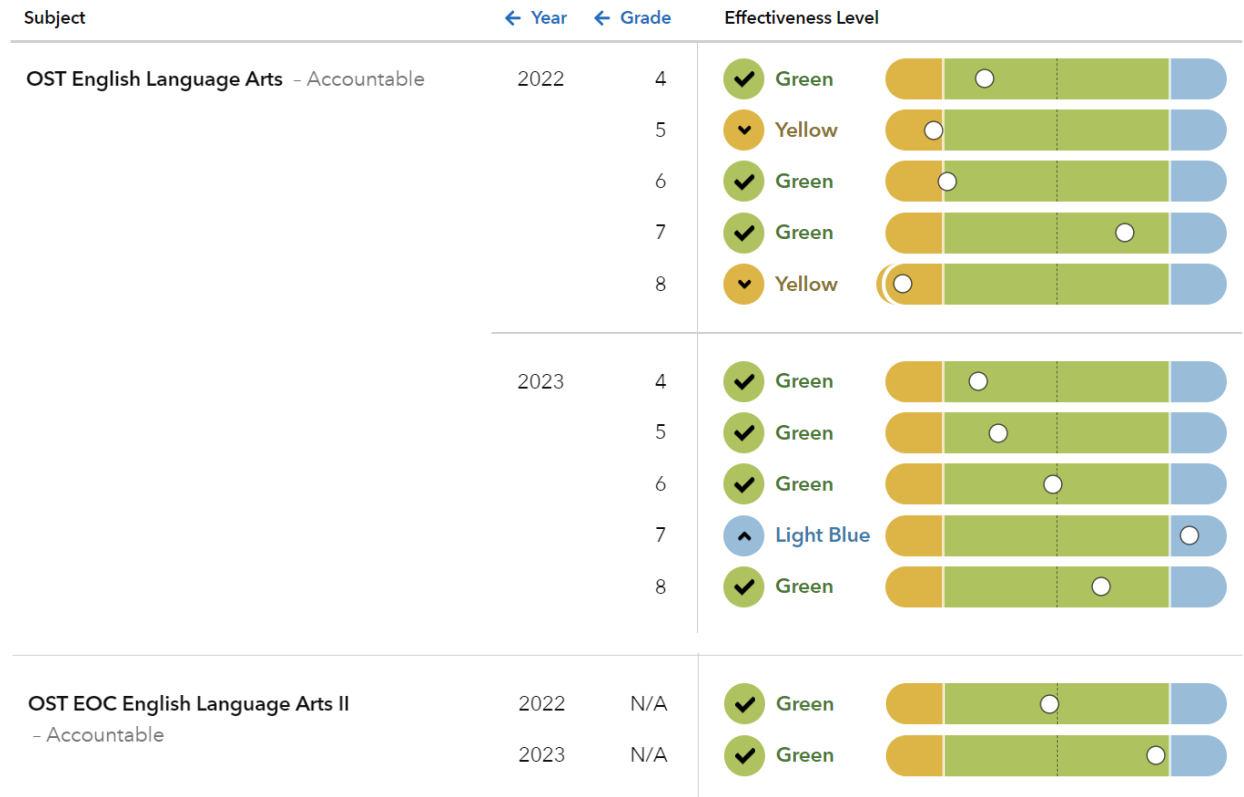 Subject ← Year ← Grade Effectiveness Level
OST English Language Arts – Accountable 2022 4 Green
5 Yellow
6 Green
7 Green
8 Yellow
2023 4 Green
5 Green
6 Green
7 Light Blue
8 Green
OST EOC English Language Arts II 2022 N/A Green
– Accountable
2023 N/A Green